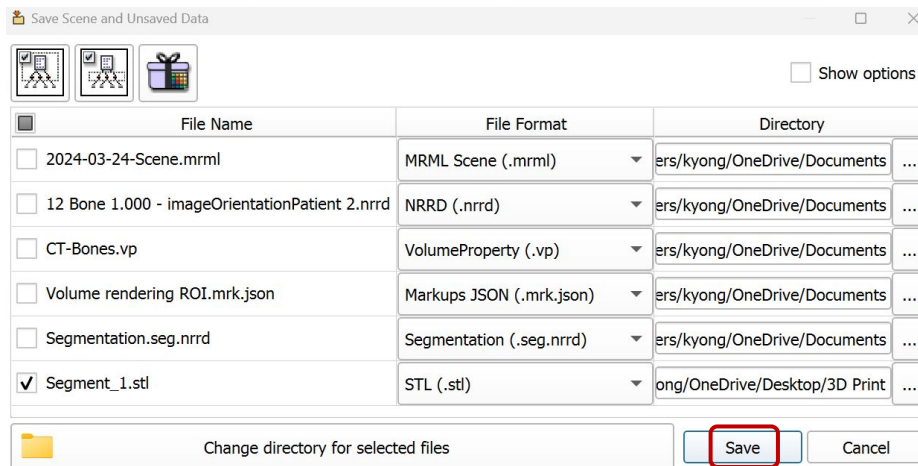 Save Scene and Unsaved Data
Show options
File Name File Format Directory
2024-03-24-Scene.mrml MRML Scene (.mrml) ers/kyong/OneDrive/Documents ...
12 Bone 1.000 - imageOrientationPatient 2.nrrd NRRD (.nrrd) ers/kyong/OneDrive/Documents ...
CT-Bones.vp VolumeProperty (.vp) ers/kyong/OneDrive/Documents ...
Volume rendering ROI.mrk.json Markups JSON (.mrk.json) ers/kyong/OneDrive/Documents ...
Segmentation.seg.nrrd Segmentation (.seg.nrrd) ers/kyong/OneDrive/Documents ...
Segment_1.stl STL (.stl) ong/OneDrive/Desktop/3D Print ...
Change directory for selected files Save Cancel